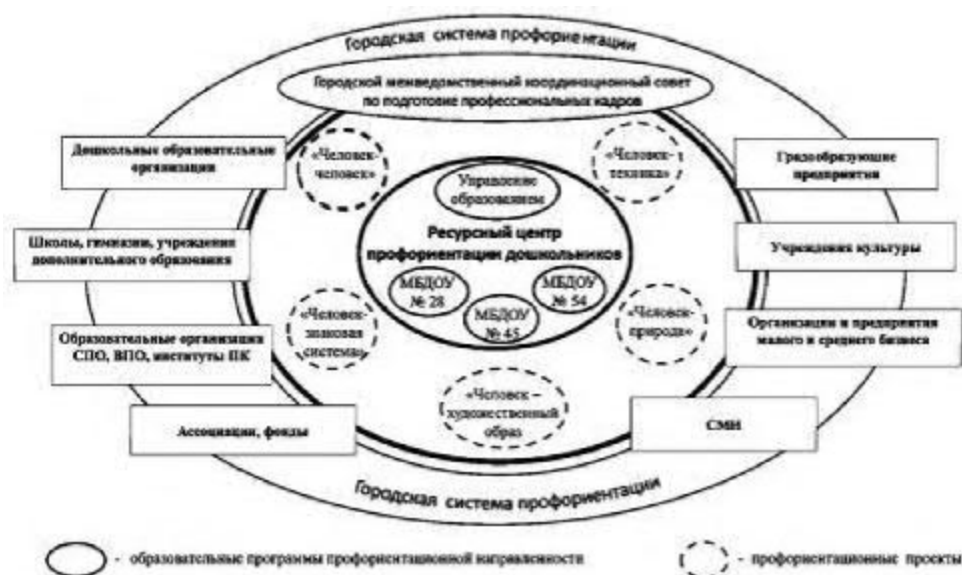 Городская система профориентации
Городской межведомственный координационный совет
по подготовке профессиональных кадров
Дошкольные образовательные
организации
«Человек-
человек»
«Человек-
техника»
Градообразующие
предприятия
Управление
образованием
Школы, гимназии, учреждения
дополнительного образования
Ресурсный центр
профориентации дошкольников
Учреждения культуры
МБДОУ
№ 28
МБДОУ
№ 45
МБДОУ
№ 54
«Человек-
знаковая
система»
«Человек-
природа»
Образовательные организации
СПО, ВПО, институты ПК
Организации и предприятия
малого и среднего бизнеса
«Человек –
художественный
образ
Ассоциации, фонды
СМИ
Городская система профориентации
- образовательные программы профориентационной направленности
- профориентационные проекты